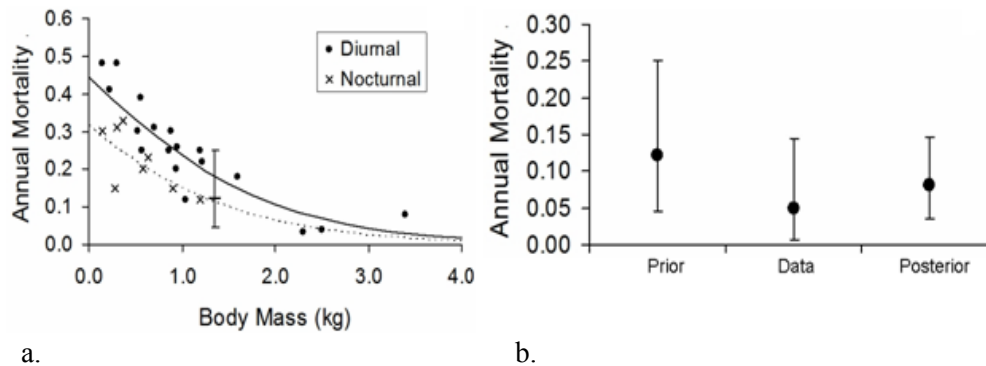 Annual Mortality
0.6
0.5
0.4
0.3
0.2
0.1
0.0
• Diurnal
× Nocturnal
0.0 1.0 2.0 3.0 4.0
Body Mass (kg)
a.
Annual Mortality
0.30
0.25
0.20
0.15
0.10
0.05
0.00
Prior Data Posterior
b.